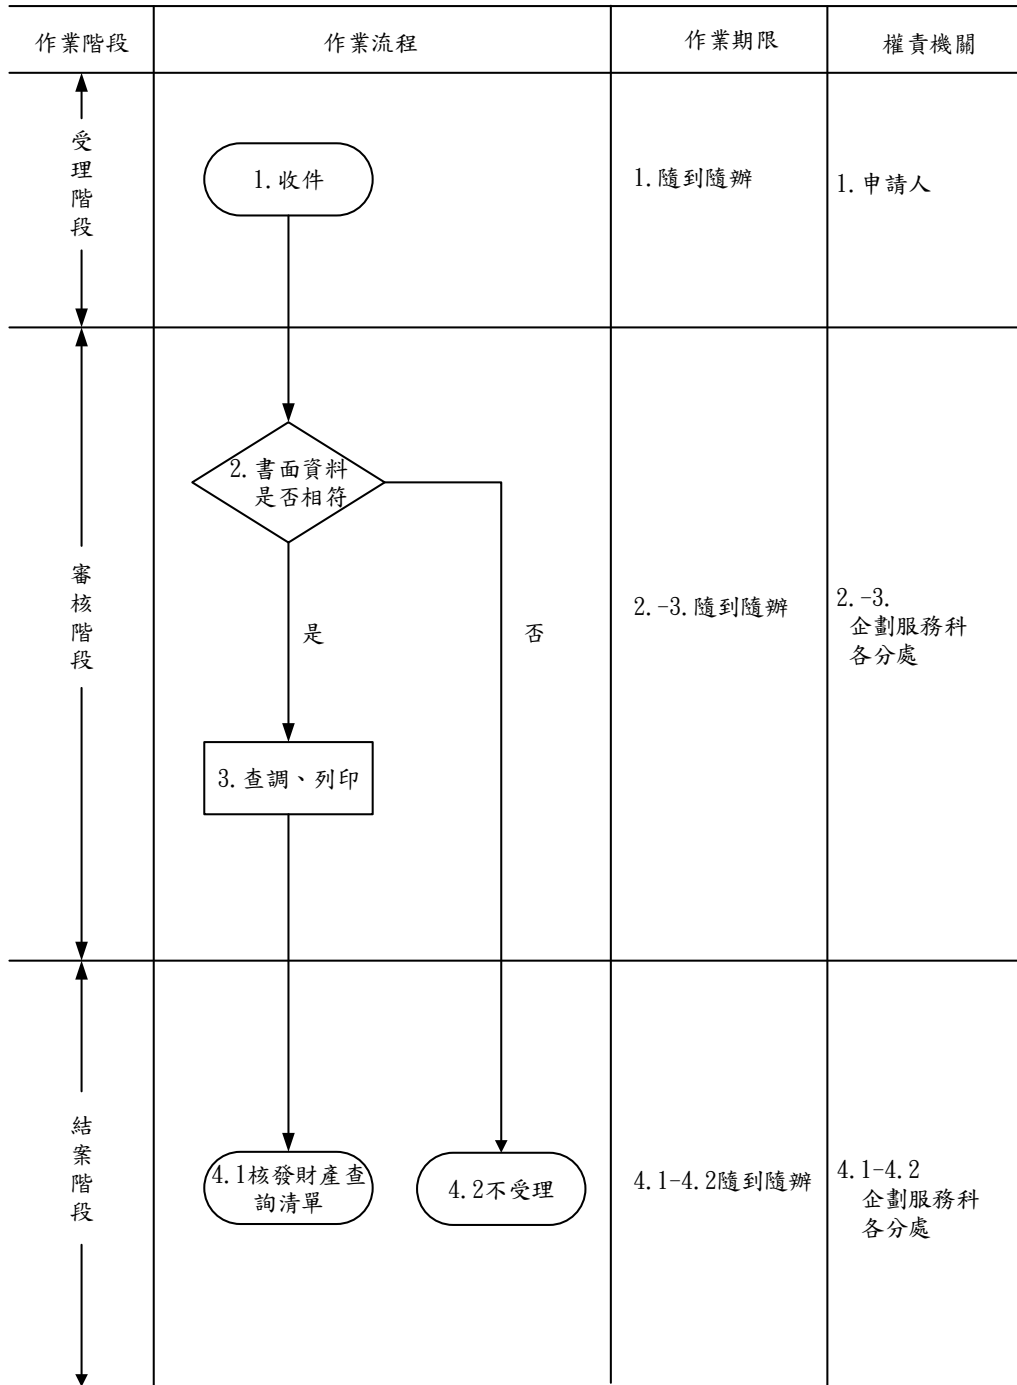 作業階段
作業流程
作業期限
權責機關
受理階段
1.收件
1.隨到隨辦
1.申請人
審核階段
2.書面資料
是否相符
是
否
3.查調、列印
2.-3.隨到隨辦
2.-3.
企劃服務科
各分處
結案階段
4.1核發財產查
詢清單
4.2不受理
4.1-4.2隨到隨辦
4.1-4.2
企劃服務科
各分處